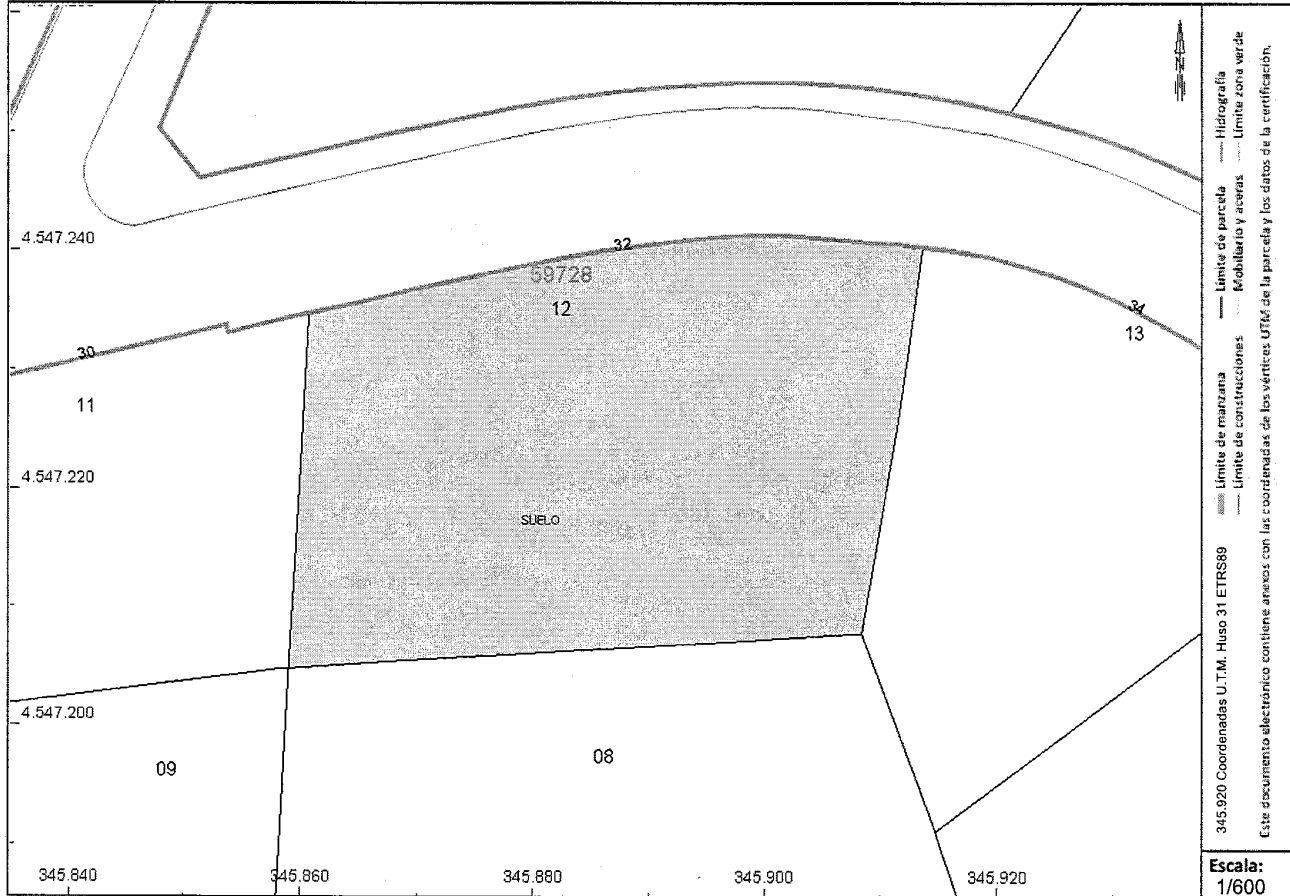 N
4.547.240
32
59728
12
34
13
30
11
4.547.220
SUELO
4.547.200
09
08
345.840
345.860
345.880
345.900
345.920
345.920 Coordenadas U.T.M. Huso 31 ETRS89
Límite de manzana
Límite de parcela
Hidrografía
Límite de construcciones
Mobiliario y aceras
Límite zona verde
Este documento electrónico contiene anexos con las coordenadas de los vértices UTM de la parcela y los datos de la certificación.
Escala:
1/600